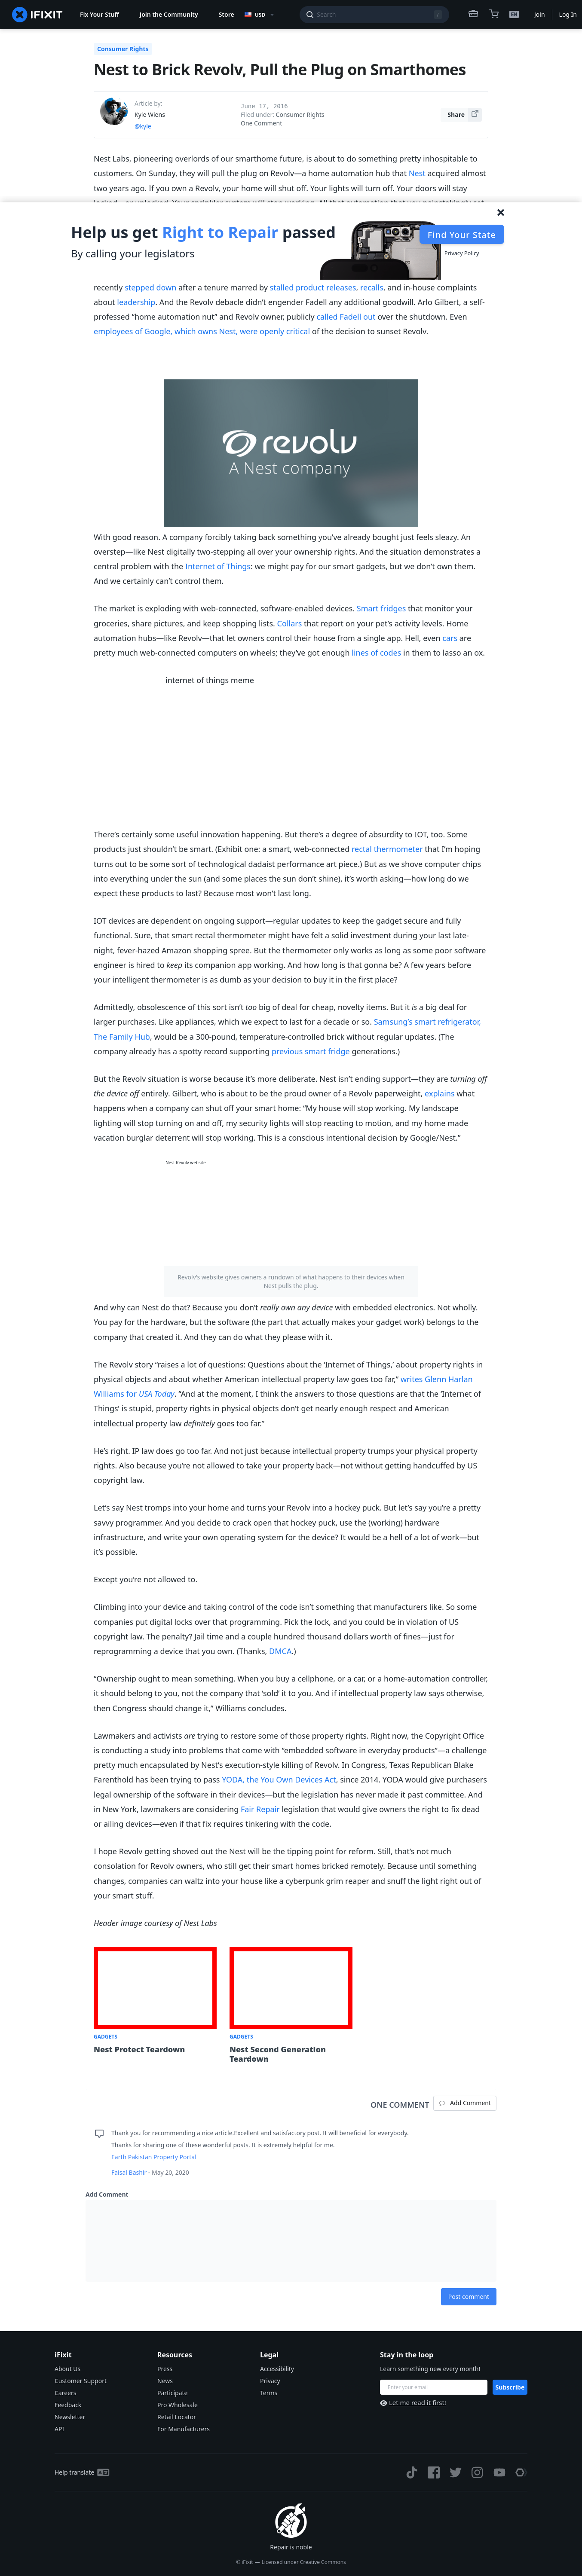 IFIXIT
Fix Your Stuff
Join the Community
Store
USD
Search
/
EN
Join
Log In
Consumer Rights
Nest to Brick Revolv, Pull the Plug on Smarthomes
Article by:
Kyle Wiens
@kyle
June 17, 2016
Filed under: Consumer Rights
One Comment
Share
Nest Labs, pioneering overlords of our smarthome future, is about to do something pretty inhospitable to
customers. On Sunday, they will pull the plug on Revolv—a home automation hub that Nest acquired almost
two years ago. If you own a Revolv, your home will shut off. Your lights will turn off. Your doors will stay
Help us get Right to Repair passed
By calling your legislators
Find Your State
Privacy Policy
recently stepped down after a tenure marred by stalled product releases, recalls, and in-house complaints
about leadership. And the Revolv debacle didn’t engender Fadell any additional goodwill. Arlo Gilbert, a self-
professed “home automation nut” and Revolv owner, publicly called Fadell out over the shutdown. Even
employees of Google, which owns Nest, were openly critical of the decision to sunset Revolv.
revolv
A Nest company
With good reason. A company forcibly taking back something you’ve already bought just feels sleazy. An
overstep—like Nest digitally two-stepping all over your ownership rights. And the situation demonstrates a
central problem with the Internet of Things: we might pay for our smart gadgets, but we don’t own them.
And we certainly can’t control them.
The market is exploding with web-connected, software-enabled devices. Smart fridges that monitor your
groceries, share pictures, and keep shopping lists. Collars that report on your pet’s activity levels. Home
automation hubs—like Revolv—that let owners control their house from a single app. Hell, even cars are
pretty much web-connected computers on wheels; they’ve got enough lines of codes in them to lasso an ox.
internet of things meme
There’s certainly some useful innovation happening. But there’s a degree of absurdity to IOT, too. Some
products just shouldn’t be smart. (Exhibit one: a smart, web-connected rectal thermometer that I’m hoping
turns out to be some sort of technological dadaist performance art piece.) But as we shove computer chips
into everything under the sun (and some places the sun don’t shine), it’s worth asking—how long do we
expect these products to last? Because most won’t last long.
IOT devices are dependent on ongoing support—regular updates to keep the gadget secure and fully
functional. Sure, that smart rectal thermometer might have felt a solid investment during your last late-
night, fever-hazed Amazon shopping spree. But the thermometer only works as long as some poor software
engineer is hired to keep its companion app working. And how long is that gonna be? A few years before
your intelligent thermometer is as dumb as your decision to buy it in the first place?
Admittedly, obsolescence of this sort isn’t too big of deal for cheap, novelty items. But it is a big deal for
larger purchases. Like appliances, which we expect to last for a decade or so. Samsung’s smart refrigerator,
The Family Hub, would be a 300-pound, temperature-controlled brick without regular updates. (The
company already has a spotty record supporting previous smart fridge generations.)
But the Revolv situation is worse because it’s more deliberate. Nest isn’t ending support—they are turning off
the device off entirely. Gilbert, who is about to be the proud owner of a Revolv paperweight, explains what
happens when a company can shut off your smart home: “My house will stop working. My landscape
lighting will stop turning on and off, my security lights will stop reacting to motion, and my home made
vacation burglar deterrent will stop working. This is a conscious intentional decision by Google/Nest.”
Nest Revolv website
Revolv’s website gives owners a rundown of what happens to their devices when
Nest pulls the plug.
And why can Nest do that? Because you don’t really own any device with embedded electronics. Not wholly.
You pay for the hardware, but the software (the part that actually makes your gadget work) belongs to the
company that created it. And they can do what they please with it.
The Revolv story “raises a lot of questions: Questions about the ‘Internet of Things,’ about property rights in
physical objects and about whether American intellectual property law goes too far,” writes Glenn Harlan
Williams for USA Today. “And at the moment, I think the answers to those questions are that the ‘Internet of
Things’ is stupid, property rights in physical objects don’t get nearly enough respect and American
intellectual property law definitely goes too far.”
He’s right. IP law does go too far. And not just because intellectual property trumps your physical property
rights. Also because you’re not allowed to take your property back—not without getting handcuffed by US
copyright law.
Let’s say Nest tromps into your home and turns your Revolv into a hockey puck. But let’s say you’re a pretty
savvy programmer. And you decide to crack open that hockey puck, use the (working) hardware
infrastructure, and write your own operating system for the device? It would be a hell of a lot of work—but
it’s possible.
Except you’re not allowed to.
Climbing into your device and taking control of the code isn’t something that manufacturers like. So some
companies put digital locks over that programming. Pick the lock, and you could be in violation of US
copyright law. The penalty? Jail time and a couple hundred thousand dollars worth of fines—just for
reprogramming a device that you own. (Thanks, DMCA.)
“Ownership ought to mean something. When you buy a cellphone, or a car, or a home-automation controller,
it should belong to you, not the company that ‘sold’ it to you. And if intellectual property law says otherwise,
then Congress should change it,” Williams concludes.
Lawmakers and activists are trying to restore some of those property rights. Right now, the Copyright Office
is conducting a study into problems that come with “embedded software in everyday products”—a challenge
pretty much encapsulated by Nest’s execution-style killing of Revolv. In Congress, Texas Republican Blake
Farenthold has been trying to pass YODA, the You Own Devices Act, since 2014. YODA would give purchasers
legal ownership of the software in their devices—but the legislation has never made it past committee. And
in New York, lawmakers are considering Fair Repair legislation that would give owners the right to fix dead
or ailing devices—even if that fix requires tinkering with the code.
I hope Revolv getting shoved out the Nest will be the tipping point for reform. Still, that’s not much
consolation for Revolv owners, who still get their smart homes bricked remotely. Because until something
changes, companies can waltz into your house like a cyberpunk grim reaper and snuff the light right out of
your smart stuff.
Header image courtesy of Nest Labs
GADGETS
Nest Protect Teardown
GADGETS
Nest Second Generation
Teardown
ONE COMMENT
Add Comment
Thank you for recommending a nice article.Excellent and satisfactory post. It will beneficial for everybody.
Thanks for sharing one of these wonderful posts. It is extremely helpful for me.
Earth Pakistan Property Portal
Faisal Bashir - May 20, 2020
Add Comment
Post comment
iFixit
About Us
Customer Support
Careers
Feedback
Newsletter
API
Resources
Press
News
Participate
Pro Wholesale
Retail Locator
For Manufacturers
Legal
Accessibility
Privacy
Terms
Stay in the loop
Learn something new every month!
Enter your email
Subscribe
Let me read it first!
Help translate
Repair is noble
© iFixit — Licensed under Creative Commons